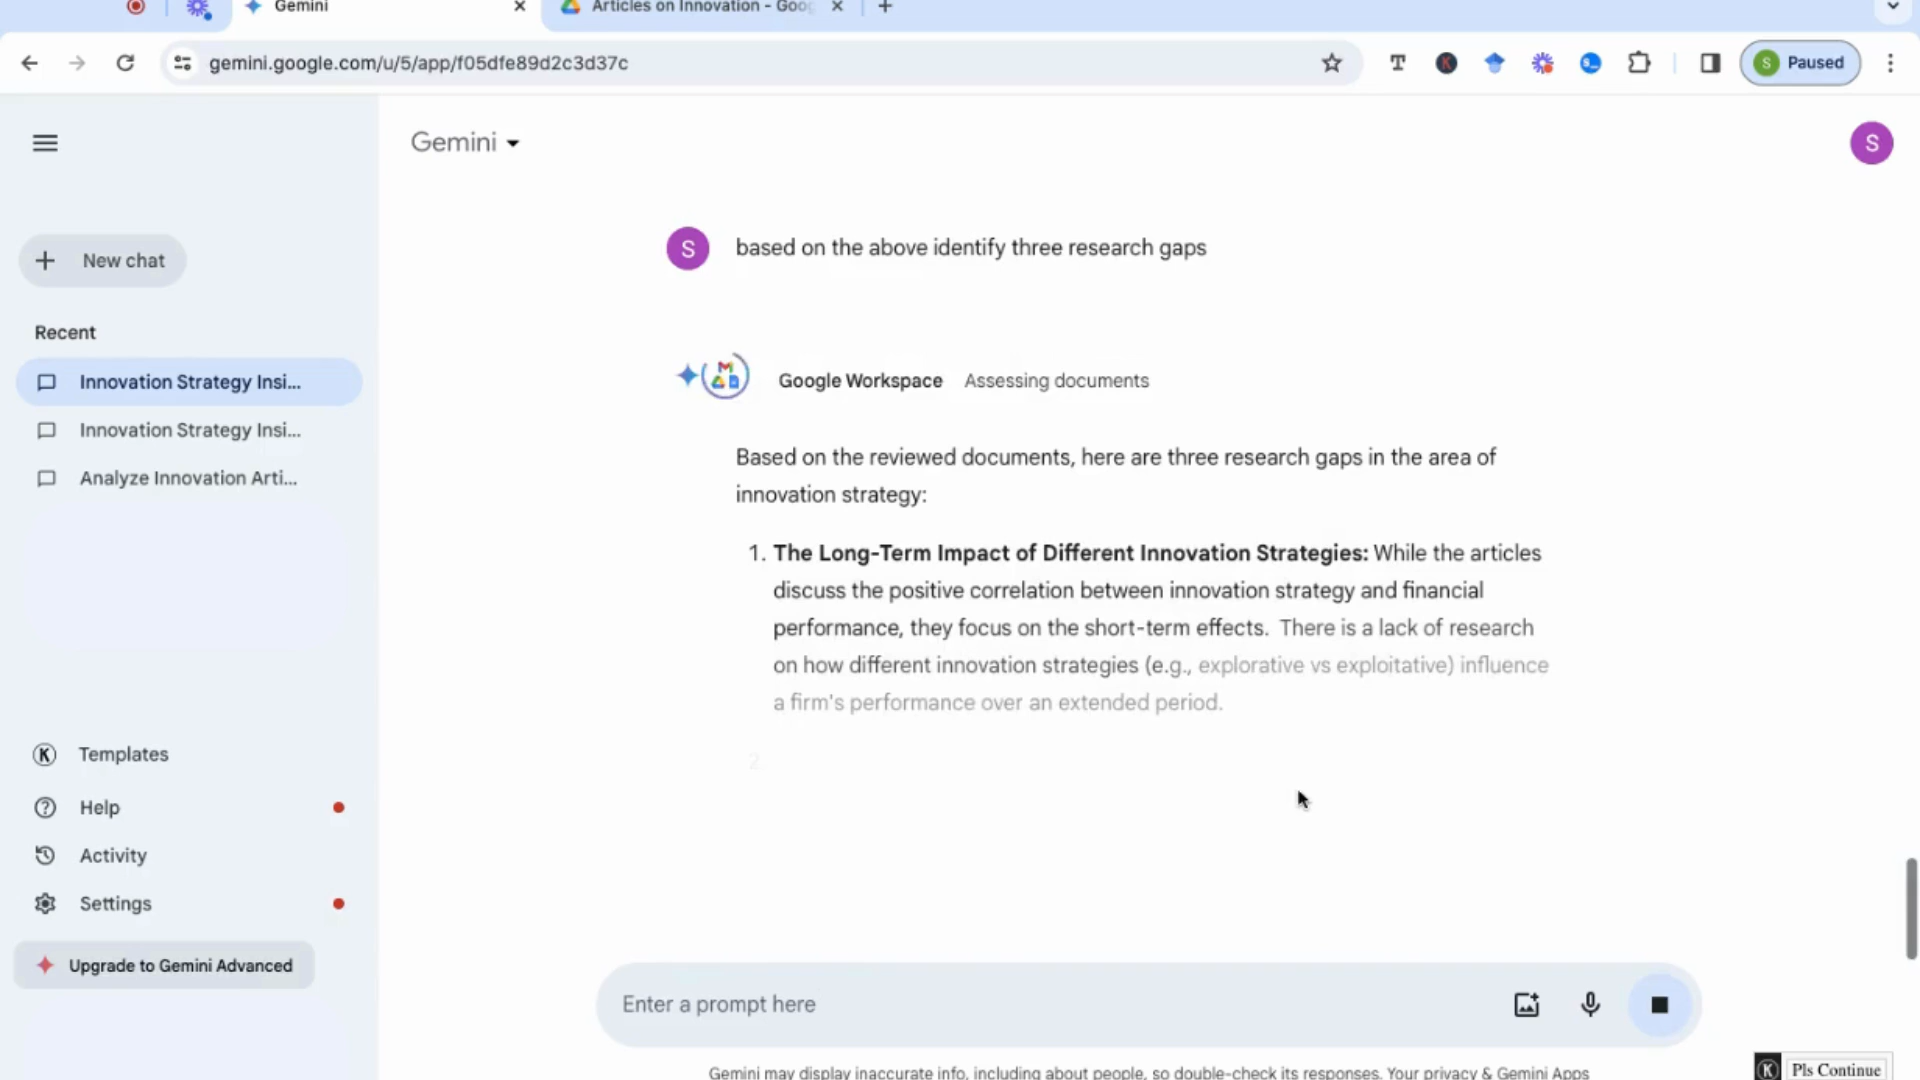 Gemini
Articles on Innovation - Goo
gemini.google.com/u/5/app/f05dfe89d2c3d37c
T
K
S Paused
Gemini
S
New chat
Recent
Innovation Strategy Insi...
Innovation Strategy Insi...
Analyze Innovation Arti...
K Templates
Help
Activity
Settings
Upgrade to Gemini Advanced
S based on the above identify three research gaps
Google Workspace Assessing documents
Based on the reviewed documents, here are three research gaps in the area of
innovation strategy:
1. The Long-Term Impact of Different Innovation Strategies: While the articles
discuss the positive correlation between innovation strategy and financial
performance, they focus on the short-term effects. There is a lack of research
on how different innovation strategies (e.g., explorative vs exploitative) influence
a firm's performance over an extended period.
2.
Enter a prompt here
Gemini may display inaccurate info, including about people, so double-check its responses. Your privacy & Gemini Apps
K Pls Continue